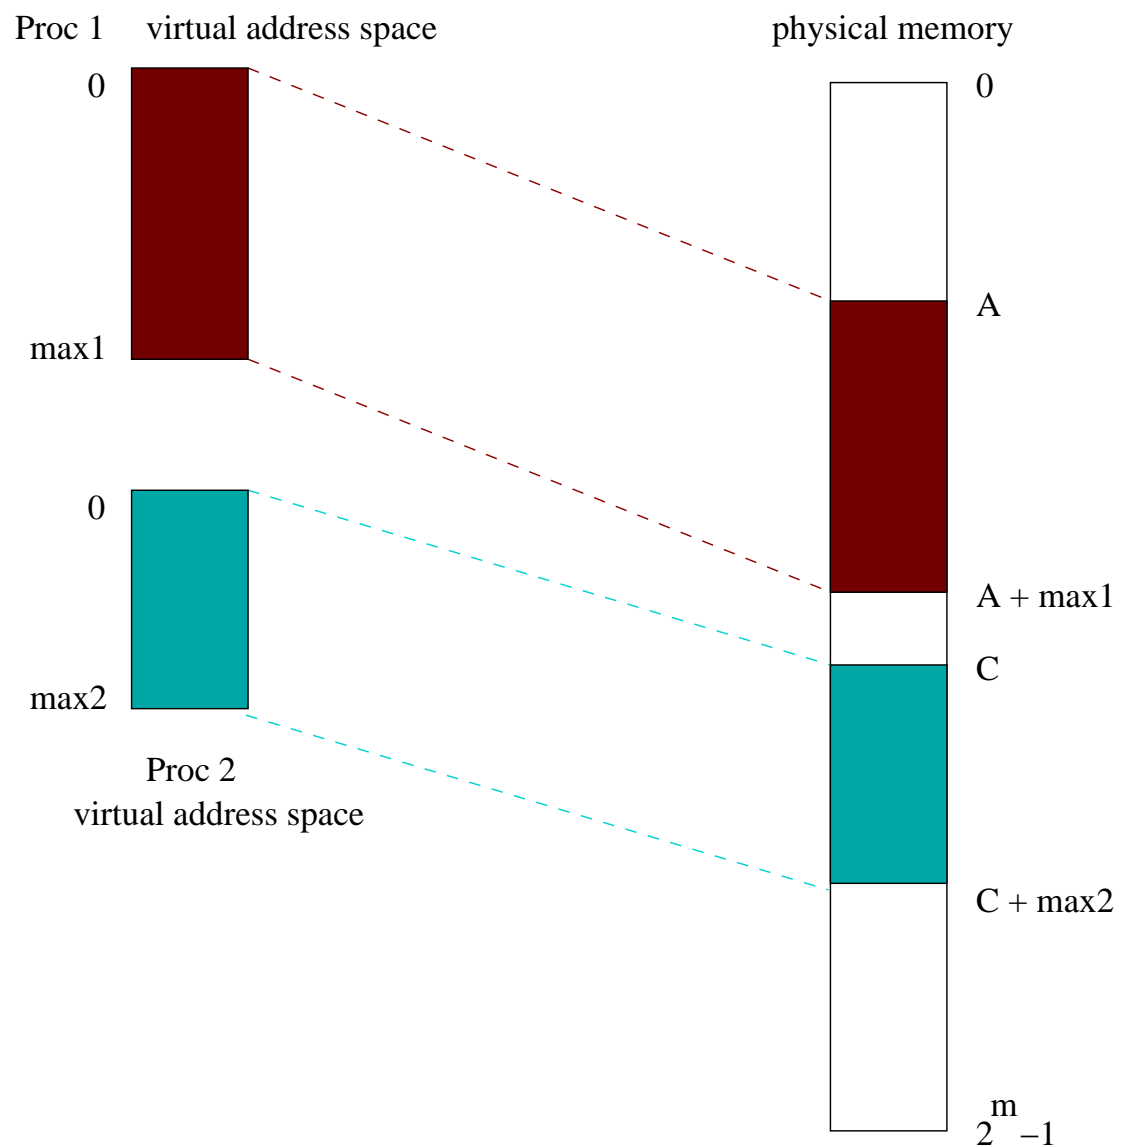 Proc 1 virtual address space
physical memory
0
max1
0
max2
Proc 2
virtual address space
0
A
A + max1
C
C + max2
2^m –1